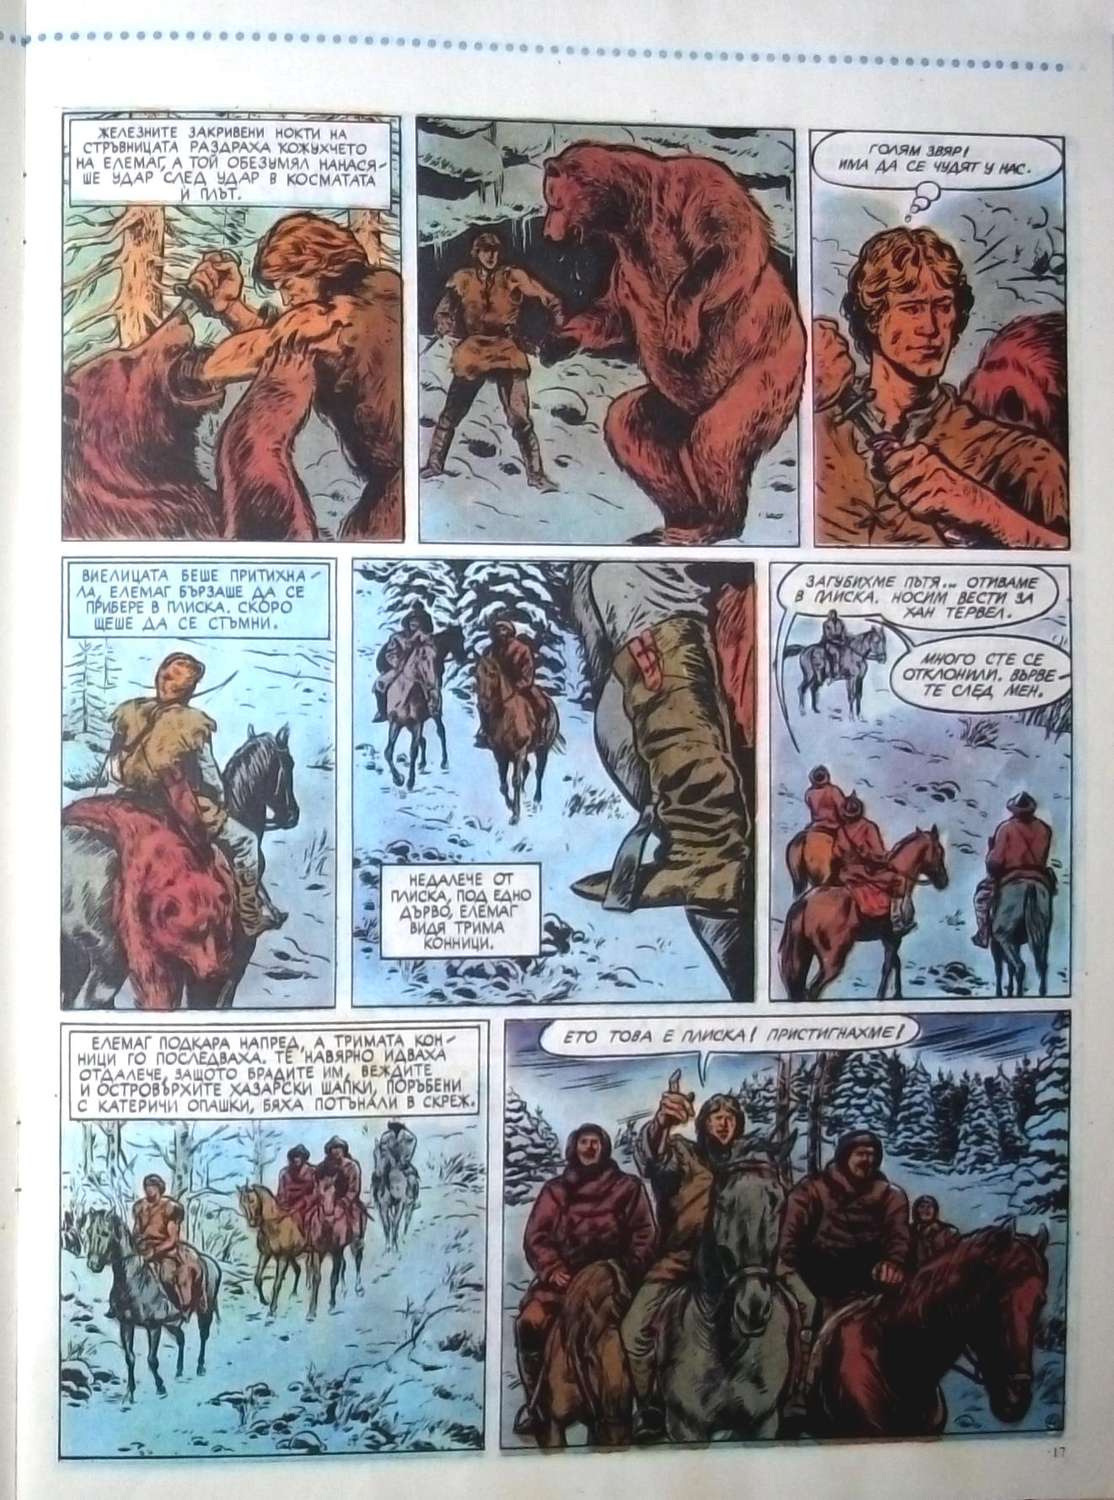 ЖЕЛЕЗНИТЕ ЗАКРИВЕНИ НОКТИ НА
СТРЪВНИЦАТА РАЗДРАХА КОЖУХЧЕТО
НА ЕЛЕМАГ, А ТОЙ ОБЕЗУМЯЛ НАНАСЯ-
ШЕ УДАР СЛЕД УДАР В КОСМАТАТА
Ѝ ПЛЪТ.
ГОЛЯМ ЗВЯР!
ИМА ДА СЕ ЧУДЯТ У НАС.
ВИЕЛИЦАТА БЕШЕ ПРИТИХНА-
ЛА, ЕЛЕМАГ БЪРЗАШЕ ДА СЕ
ПРИБЕРЕ В ПЛИСКА. СКОРО
ЩЕШЕ ДА СЕ СТЪМНИ.
НЕДАЛЕЧЕ ОТ
ПЛИСКА, ПОД ЕДНО
ДЪРВО, ЕЛЕМАГ
ВИДЯ ТРИМА
КОННИЦИ.
ЗАГУБИХМЕ ПЪТЯ... ОТИВАМЕ
В ПЛИСКА. НОСИМ ВЕСТИ ЗА
ХАН ТЕРВЕЛ.
МНОГО СТЕ СЕ
ОТКЛОНИЛИ. ВЪРВЕ-
ТЕ СЛЕД МЕН.
ЕЛЕМАГ ПОДКАРА НАПРЕД, А ТРИМАТА КОН-
НИЦИ ГО ПОСЛЕДВАХА. ТЕ НАВЯРНО ИДВАХА
ОТДАЛЕЧЕ, ЗАЩОТО БРАДИТЕ ИМ, ВЕЖДИТЕ
И ОСТРОВЪРХИТЕ ХАЗАРСКИ ШАПКИ, ПОРЪБЕНИ
С КАТЕРИЧИ ОПАШКИ, БЯХА ПОТЪНАЛИ В СКРЕЖ.
ЕТО ТОВА Е ПЛИСКА! ПРИСТИГНАХМЕ!
17